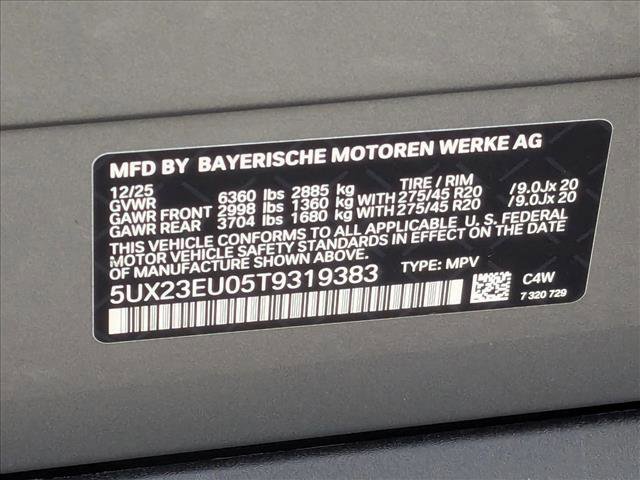 MFD BY BAYERISCHE MOTOREN WERKE AG
12/25 TIRE / RIM
GVWR 6360 lbs 2885 kg
GAWR FRONT 2998 lbs 1360 kg WITH 275/45 R20 /9.0Jx 20
GAWR REAR 3704 lbs 1680 kg WITH 275/45 R20 /9.0Jx 20
THIS VEHICLE CONFORMS TO ALL APPLICABLE U. S. FEDERAL
MOTOR VEHICLE SAFETY STANDARDS IN EFFECT ON THE DATE
OF MANUFACTURE SHOWN ABOVE.
5UX23EU05T9319383 TYPE: MPV
C4W
7 320 729